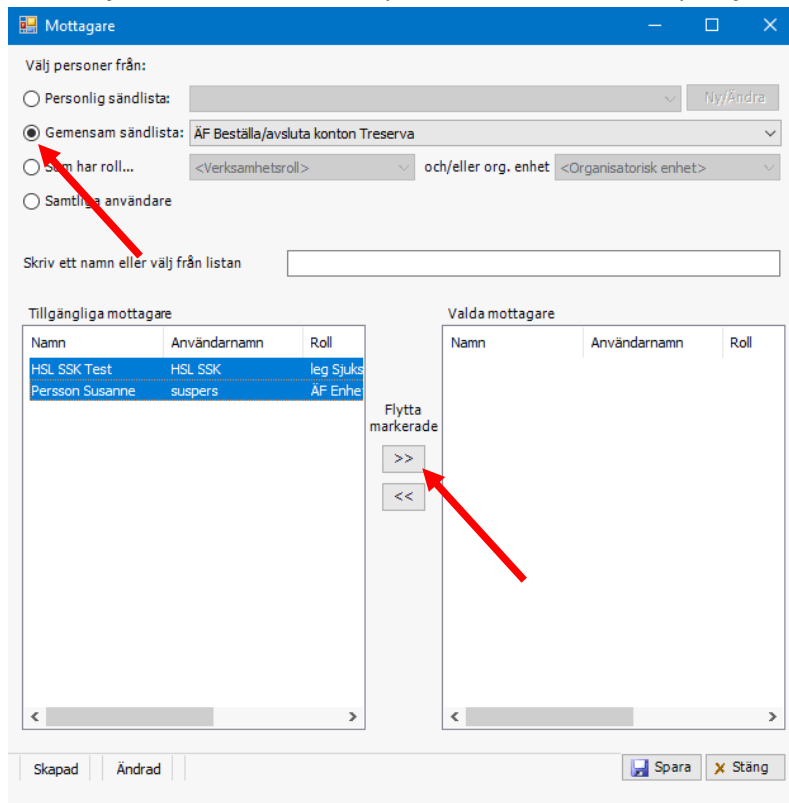 Mottagare
Välj personer från:
Personlig sändlista: Ny/Ändra
Gemensam sändlista: ÄF Beställa/avsluta konton Treserva
Som har roll... <Verksamhetsroll> och/eller org. enhet <Organisatorisk enhet>
Samtliga användare
Skriv ett namn eller välj från listan
Tillgängliga mottagare Valda mottagare
Namn Användarnamn Roll Namn Användarnamn Roll
HSL SSK Test HSL SSK leg Sjuks
Persson Susanne suspers ÄF Enhe
Flytta
markerade
>>
<<
Skapad Ändrad Spara Stäng